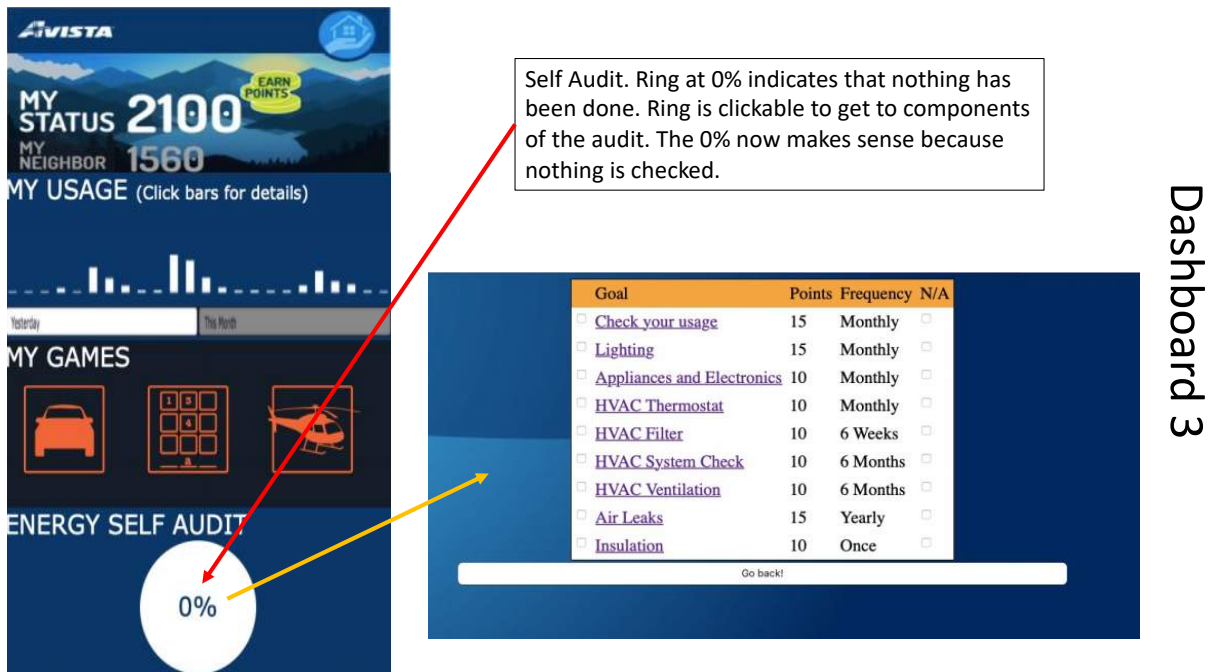 AVISTA
EARN
POINTS
MY
STATUS 2100
MY
NEIGHBOR 1560
MY USAGE (Click bars for details)
Yesterday This Month
MY GAMES
1 5
4
a
ENERGY SELF AUDIT
0%
Self Audit. Ring at 0% indicates that nothing has
been done. Ring is clickable to get to components
of the audit. The 0% now makes sense because
nothing is checked.
Goal Points Frequency N/A
Check your usage 15 Monthly
Lighting 15 Monthly
Appliances and Electronics 10 Monthly
HVAC Thermostat 10 Monthly
HVAC Filter 10 6 Weeks
HVAC System Check 10 6 Months
HVAC Ventilation 10 6 Months
Air Leaks 15 Yearly
Insulation 10 Once
Go back!
Dashboard 3